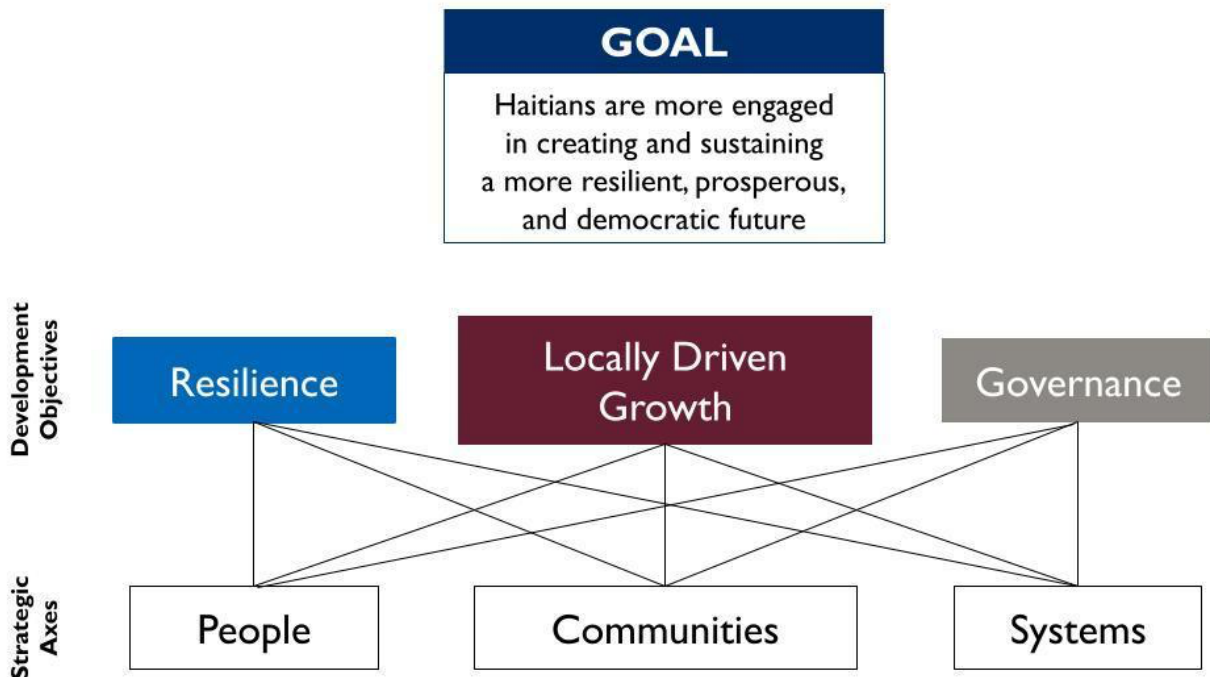 GOAL
Haitians are more engaged
in creating and sustaining
a more resilient, prosperous,
and democratic future
Development
Objectives
Resilience
Locally Driven
Growth
Governance
Strategic
Axes
People
Communities
Systems